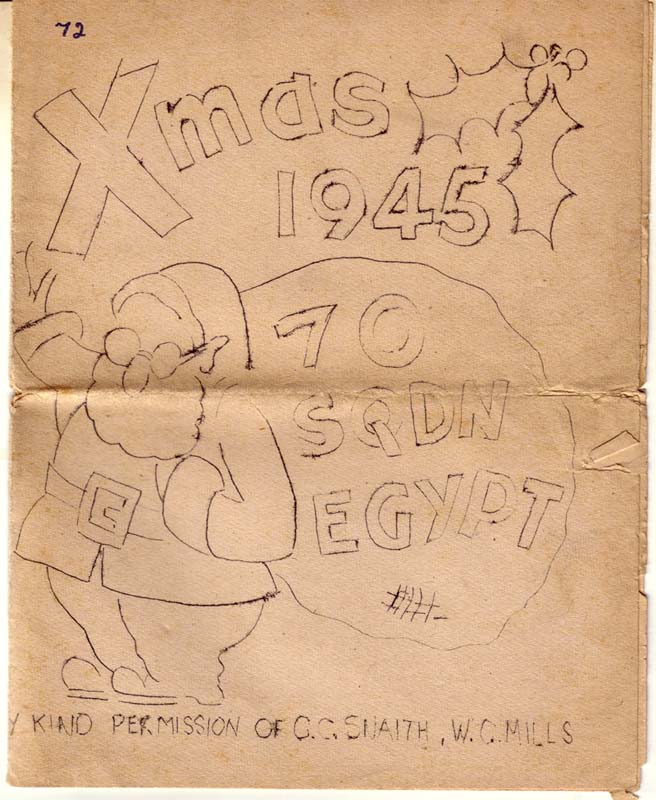 72
Xmas
1945
70
SQDN
EGYPT
Y KIND PERMISSION OF G.C. SNAITH, W.C. MILLS